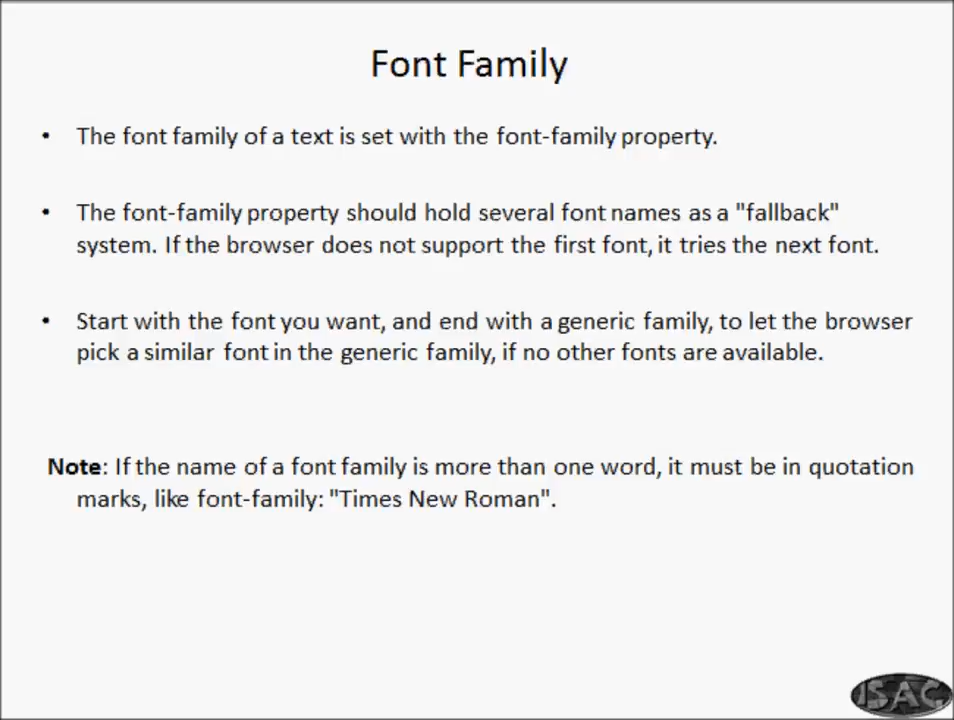 Font Family
• The font family of a text is set with the font-family property.
• The font-family property should hold several font names as a "fallback"
system. If the browser does not support the first font, it tries the next font.
• Start with the font you want, and end with a generic family, to let the browser
pick a similar font in the generic family, if no other fonts are available.
Note: If the name of a font family is more than one word, it must be in quotation
marks, like font-family: "Times New Roman".
ISAC